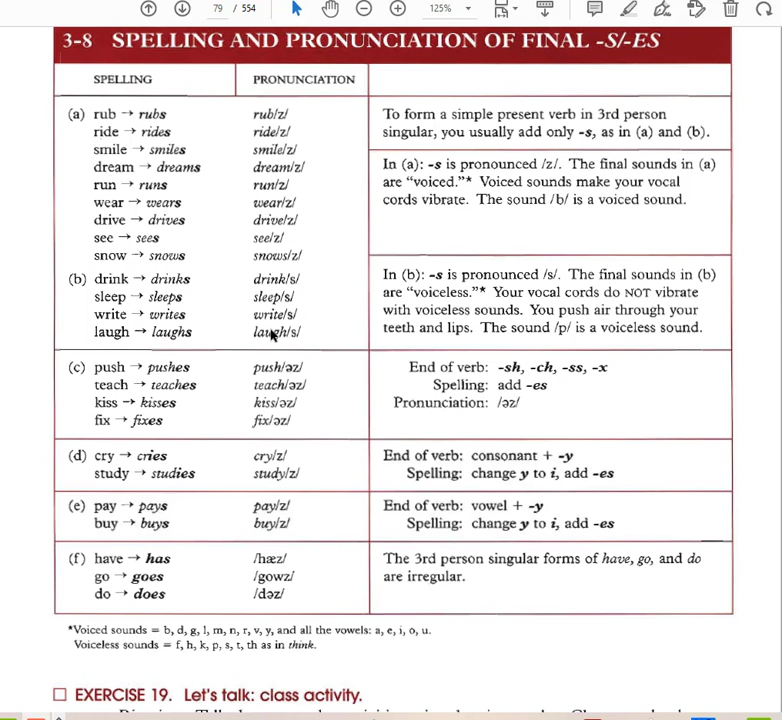 79 / 554
125%
3-8 SPELLING AND PRONUNCIATION OF FINAL -S/-ES
SPELLING PRONUNCIATION
(a) rub → rubs rub/z/
ride → rides ride/z/
smile → smiles smile/z/
dream → dreams dream/z/
run → runs run/z/
wear → wears wear/z/
drive → drives drive/z/
see → sees see/z/
snow → snows snows/z/
To form a simple present verb in 3rd person
singular, you usually add only -s, as in (a) and (b).
In (a): -s is pronounced /z/. The final sounds in (a)
are "voiced."* Voiced sounds make your vocal
cords vibrate. The sound /b/ is a voiced sound.
(b) drink → drinks drink/s/
sleep → sleeps sleep/s/
write → writes write/s/
laugh → laughs laugh/s/
In (b): -s is pronounced /s/. The final sounds in (b)
are "voiceless."* Your vocal cords do NOT vibrate
with voiceless sounds. You push air through your
teeth and lips. The sound /p/ is a voiceless sound.
(c) push → pushes push/əz/
teach → teaches teach/əz/
kiss → kisses kiss/əz/
fix → fixes fix/əz/
End of verb: -sh, -ch, -ss, -x
Spelling: add -es
Pronunciation: /əz/
(d) cry → cries cry/z/
study → studies study/z/
End of verb: consonant + -y
Spelling: change y to i, add -es
(e) pay → pays pay/z/
buy → buys buy/z/
End of verb: vowel + -y
Spelling: change y to i, add -es
(f) have → has /hæz/
go → goes /gowz/
do → does /dəz/
The 3rd person singular forms of have, go, and do
are irregular.
*Voiced sounds = b, d, g, l, m, n, r, v, y, and all the vowels: a, e, i, o, u.
Voiceless sounds = f, h, k, p, s, t, th as in think.
EXERCISE 19. Let's talk: class activity.